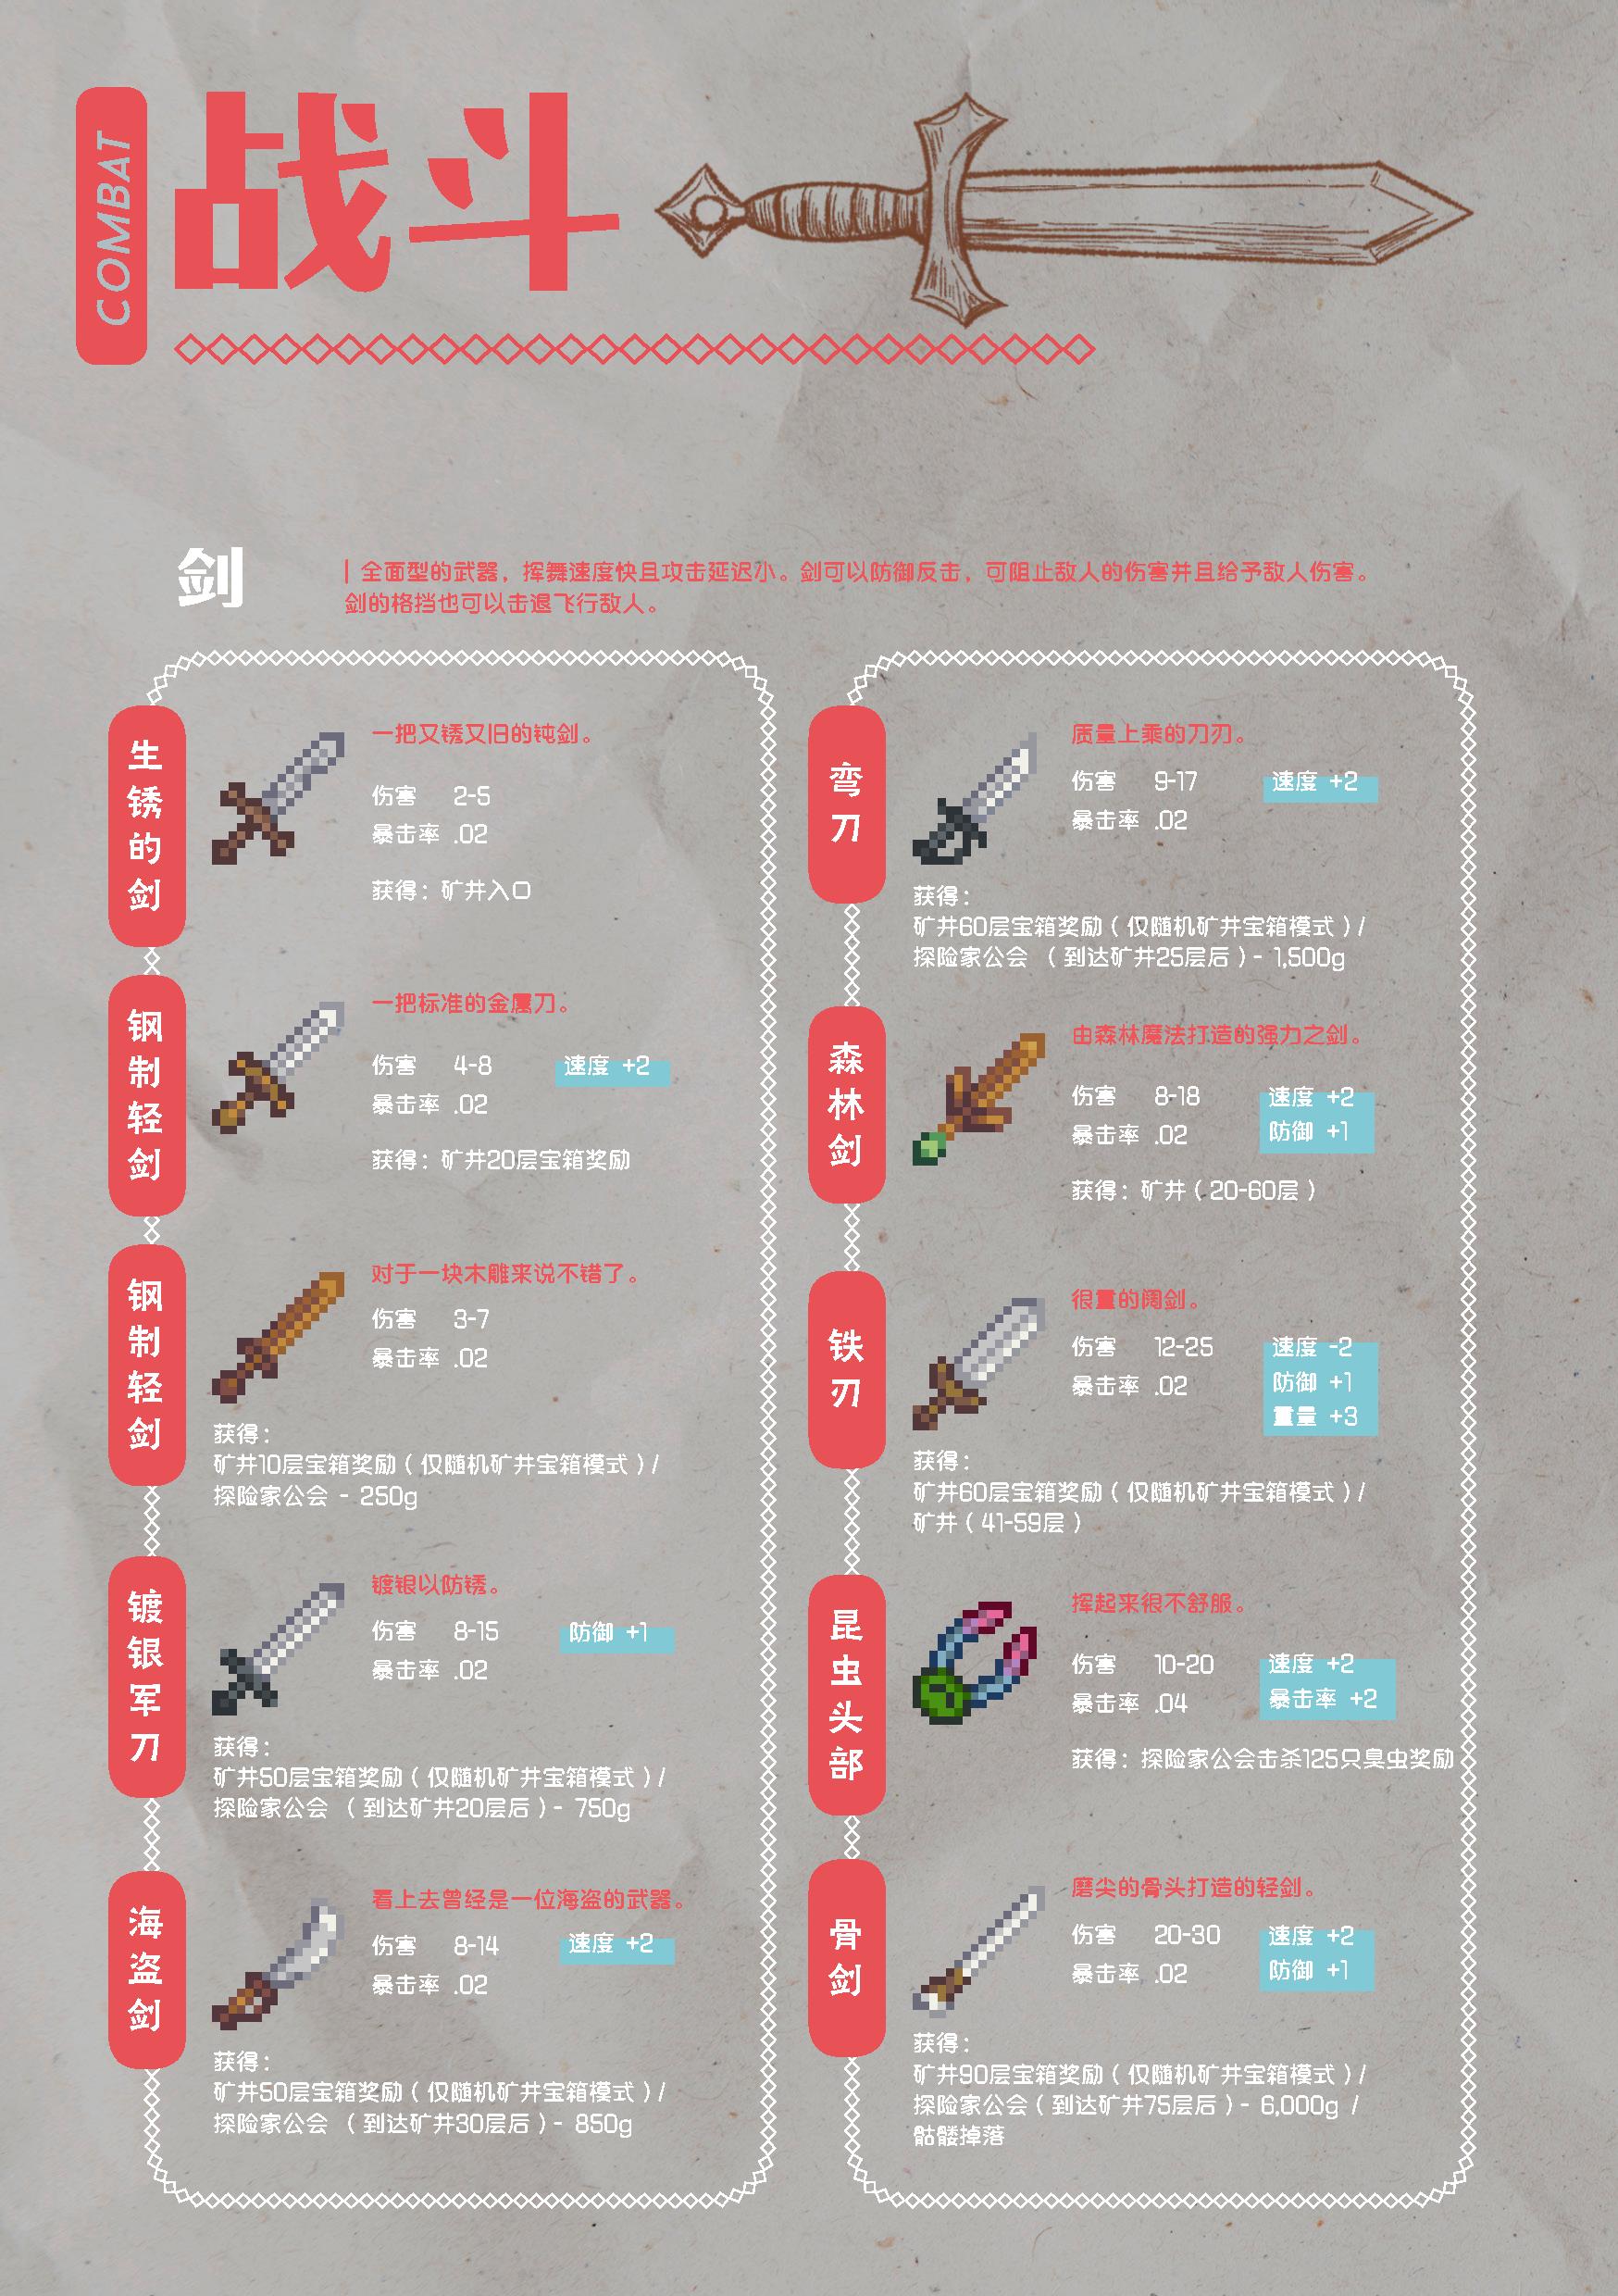 COMBAT
战斗
剑
| 全面型的武器，挥舞速度快且攻击延迟小。剑可以防御反击，可阻止敌人的伤害并且给予敌人伤害。
剑的格挡也可以击退飞行敌人。
生锈的剑
一把又锈又旧的钝剑。
伤害 2-5
暴击率 .02
获得：矿井入口
钢制轻剑
一把标准的金属刀。
伤害 4-8 速度 +2
暴击率 .02
获得：矿井20层宝箱奖励
钢制轻剑
对于一块木雕来说不错了。
伤害 3-7
暴击率 .02
获得：
矿井10层宝箱奖励（仅随机矿井宝箱模式）/
探险家公会 - 250g
镀银军刀
镀银以防锈。
伤害 8-15 防御 +1
暴击率 .02
获得：
矿井50层宝箱奖励（仅随机矿井宝箱模式）/
探险家公会 （到达矿井20层后）- 750g
海盗剑
看上去曾经是一位海盗的武器。
伤害 8-14 速度 +2
暴击率 .02
获得：
矿井50层宝箱奖励（仅随机矿井宝箱模式）/
探险家公会 （到达矿井30层后）- 850g
弯刀
质量上乘的刀刃。
伤害 9-17 速度 +2
暴击率 .02
获得：
矿井60层宝箱奖励（仅随机矿井宝箱模式）/
探险家公会 （到达矿井25层后）- 1,500g
森林剑
由森林魔法打造的强力之剑。
伤害 8-18 速度 +2
暴击率 .02 防御 +1
获得：矿井（20-60层）
铁刃
很重的阔剑。
伤害 12-25 速度 -2
暴击率 .02 防御 +1
重量 +3
获得：
矿井60层宝箱奖励（仅随机矿井宝箱模式）/
矿井（41-59层）
昆虫头部
挥起来很不舒服。
伤害 10-20 速度 +2
暴击率 .04 暴击率 +2
获得：探险家公会击杀125只臭虫奖励
骨剑
磨尖的骨头打造的轻剑。
伤害 20-30 速度 +2
暴击率 .02 防御 +1
获得：
矿井90层宝箱奖励（仅随机矿井宝箱模式）/
探险家公会（到达矿井75层后）- 6,000g /
骷髅掉落